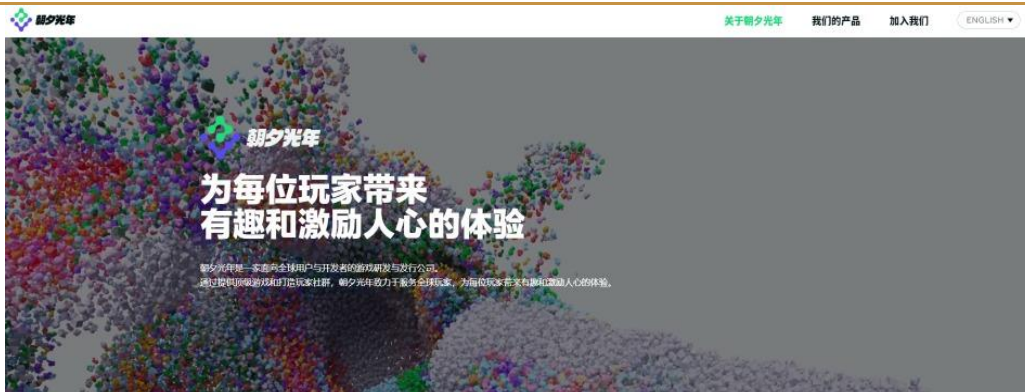 朝夕光年
关于朝夕光年 我们的产品 加入我们 ENGLISH
朝夕光年
为每位玩家带来
有趣和激励人心的体验
朝夕光年是一家面向全球用户与开发者的游戏研发与发行公司。
通过提供顶级游戏和打造玩家社群，朝夕光年致力于服务全球玩家，为每位玩家带来有趣和激励人心的体验。